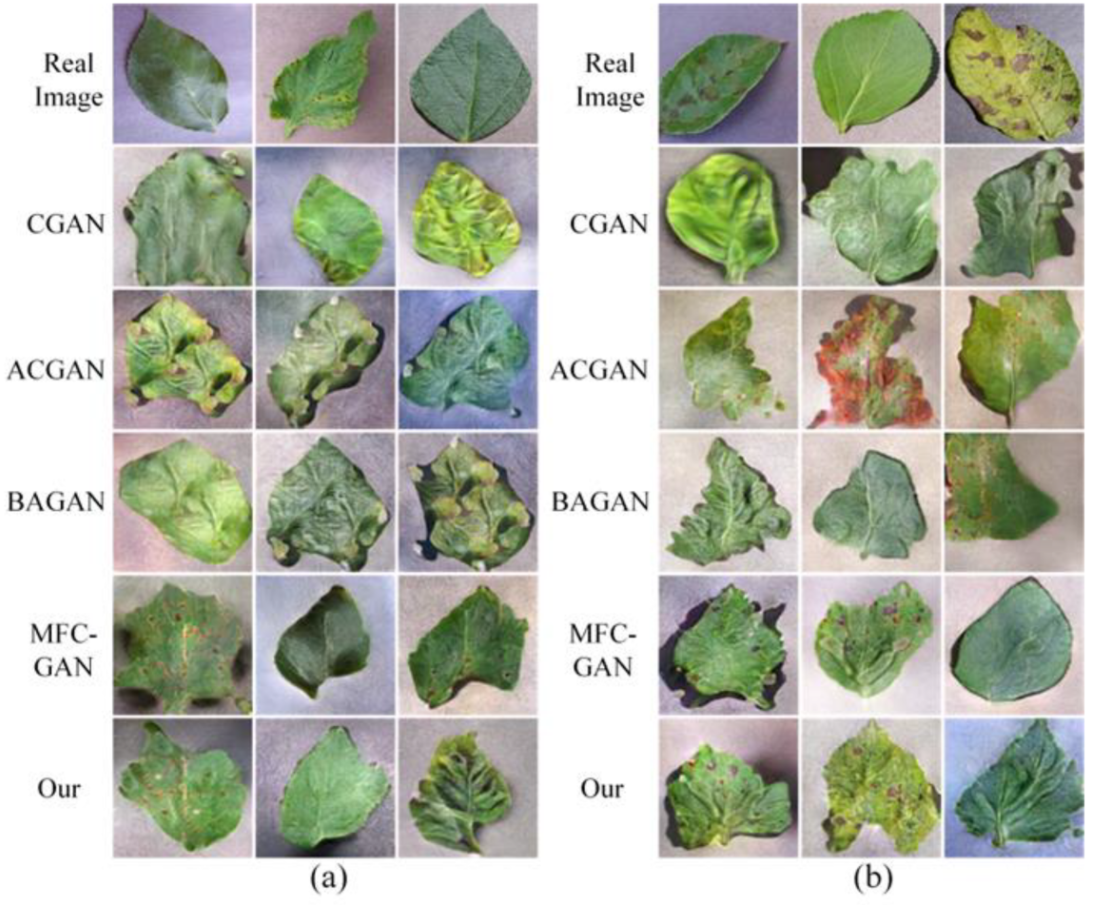 Real
Image
CGAN
ACGAN
BAGAN
MFC-
GAN
Our
(a)
Real
Image
CGAN
ACGAN
BAGAN
MFC-
GAN
Our
(b)